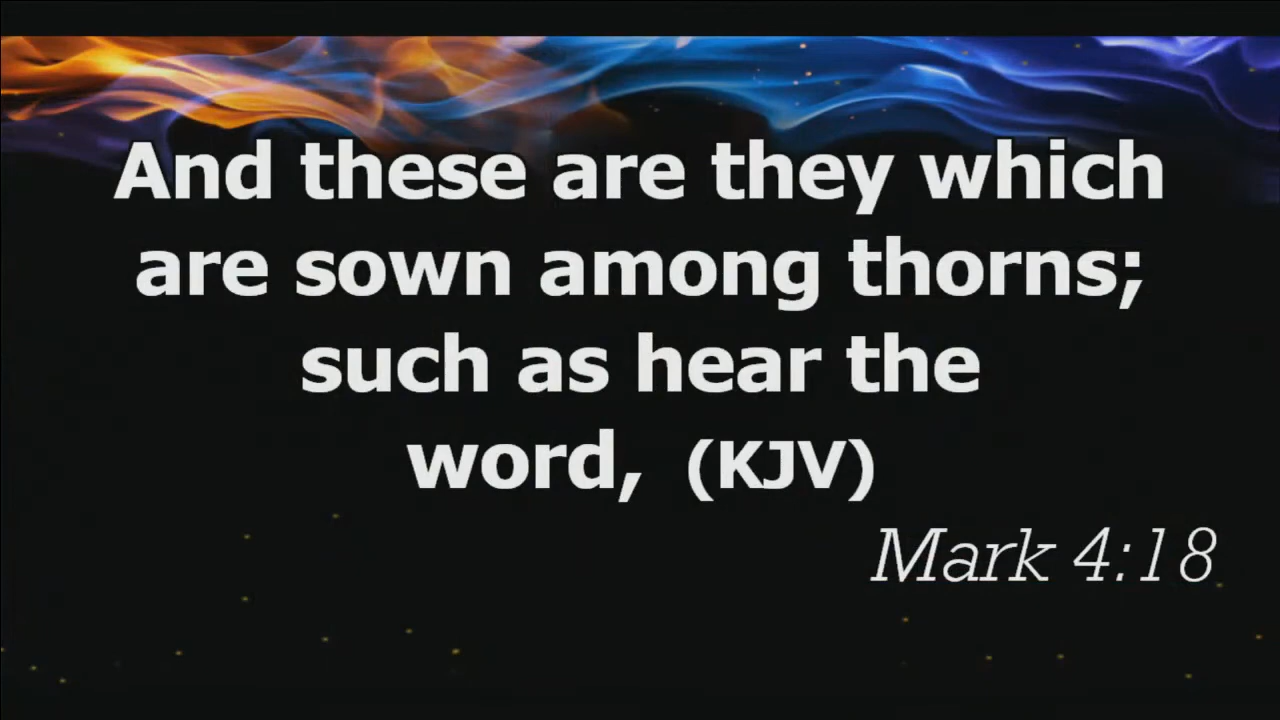 And these are they which
are sown among thorns;
such as hear the
word, (KJV)
Mark 4:18